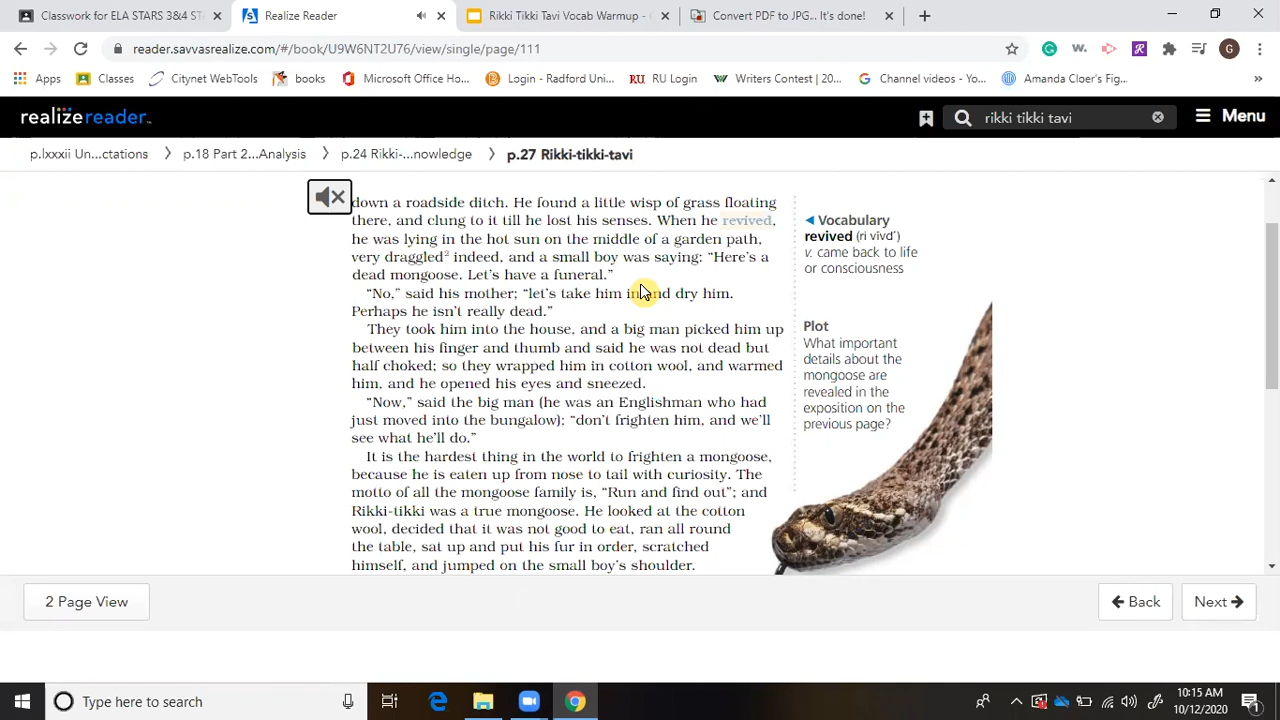 Classwork for ELA STARS 3&4 ST
Realize Reader
Rikki Tikki Tavi Vocab Warmup - G
Convert PDF to JPG... It's done!
reader.savvasrealize.com/#/book/U9W6NT2U76/view/single/page/111
Apps
Classes
Citynet WebTools
books
Microsoft Office Ho...
Login - Radford Uni...
RU Login
Writers Contest | 20...
Channel videos - Yo...
Amanda Cloer's Fig...
realizereader
rikki tikki tavi
Menu
p.lxxxii Un...ctations
p.18 Part 2...Analysis
p.24 Rikki-...nowledge
p.27 Rikki-tikki-tavi
down a roadside ditch. He found a little wisp of grass floating
there, and clung to it till he lost his senses. When he revived,
he was lying in the hot sun on the middle of a garden path,
very draggled² indeed, and a small boy was saying: "Here's a
dead mongoose. Let's have a funeral."
"No," said his mother; "let's take him in and dry him.
Perhaps he isn't really dead."
They took him into the house, and a big man picked him up
between his finger and thumb and said he was not dead but
half choked; so they wrapped him in cotton wool, and warmed
him, and he opened his eyes and sneezed.
"Now," said the big man (he was an Englishman who had
just moved into the bungalow); "don't frighten him, and we'll
see what he'll do."
It is the hardest thing in the world to frighten a mongoose,
because he is eaten up from nose to tail with curiosity. The
motto of all the mongoose family is, "Run and find out"; and
Rikki-tikki was a true mongoose. He looked at the cotton
wool, decided that it was not good to eat, ran all round
the table, sat up and put his fur in order, scratched
himself, and jumped on the small boy's shoulder.
◀ Vocabulary
revived (ri vīvd′)
v. came back to life
or consciousness
Plot
What important
details about the
mongoose are
revealed in the
exposition on the
previous page?
2 Page View
Back
Next
Type here to search
10:15 AM
10/12/2020